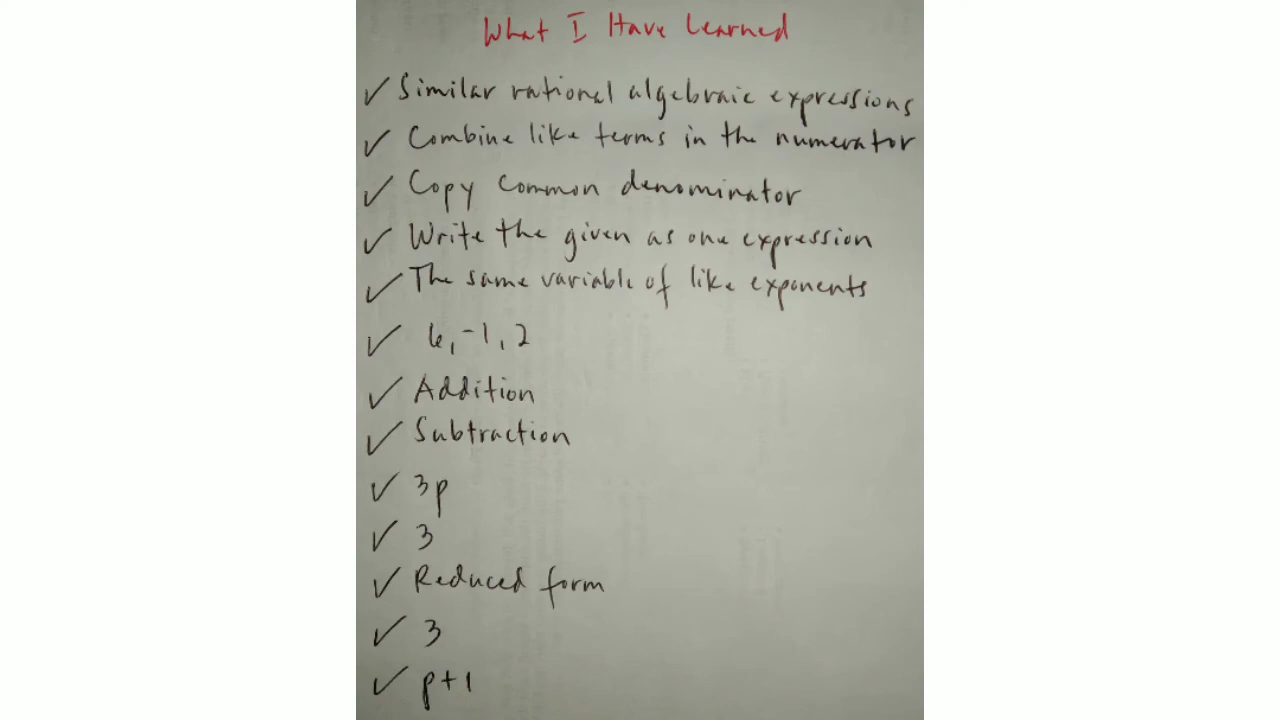 What I Have Learned
✓ Similar rational algebraic expressions
✓ Combine like terms in the numerator
✓ Copy common denominator
✓ Write the given as one expression
✓ The same variable of like exponents
✓ 6, -1, 2
✓ Addition
✓ Subtraction
✓ 3p
✓ 3
✓ Reduced form
✓ 3
✓ p+1